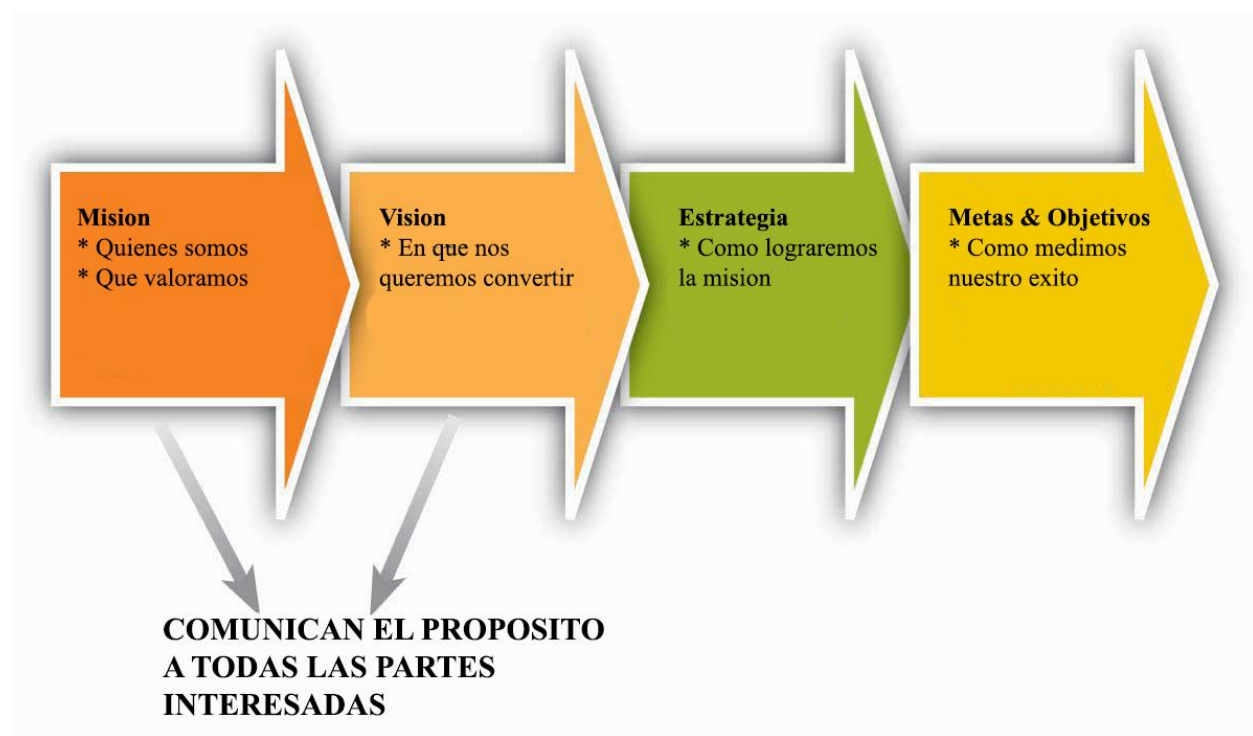 Mision
* Quienes somos
* Que valoramos
Vision
* En que nos
queremos convertir
Estrategia
* Como lograremos
la mision
Metas & Objetivos
* Como medimos
nuestro exito
COMUNICAN EL PROPOSITO
A TODAS LAS PARTES
INTERESADAS